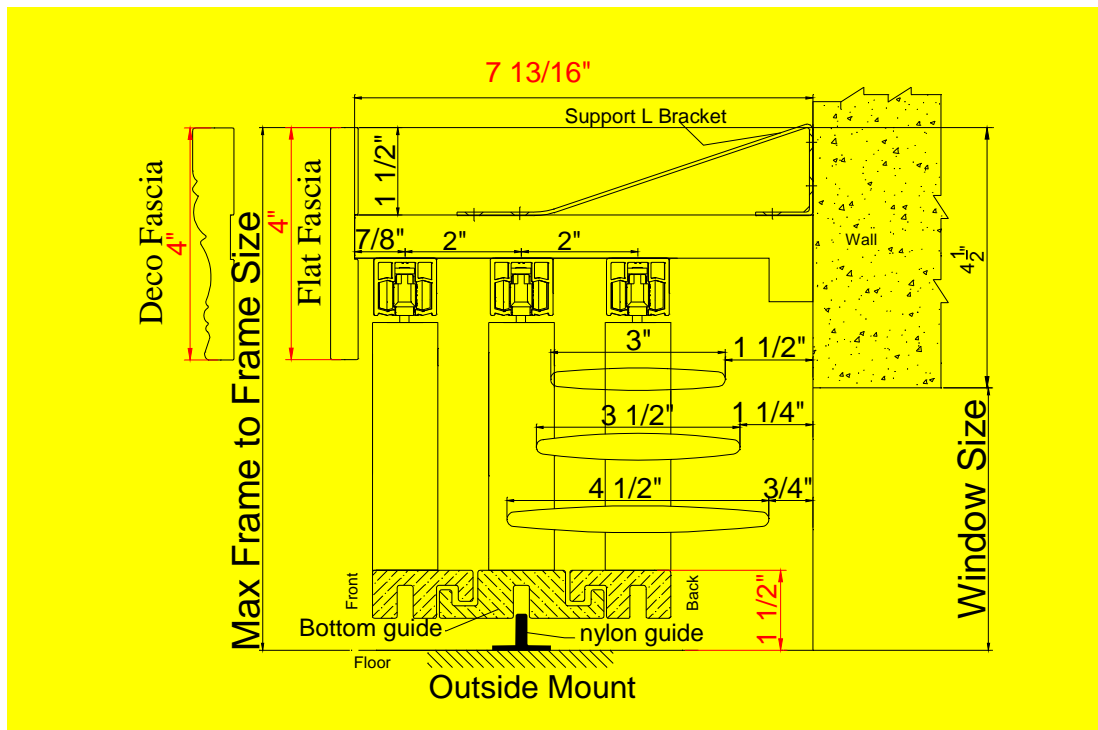 7 13/16"
Support L Bracket
Deco Fascia
4"
Max Frame to Frame Size
Flat Fascia
4"
1 1/2"
7/8"
2"
2"
Wall
4 1/2"
3"
1 1/2"
3 1/2"
1 1/4"
4 1/2"
3/4"
Window Size
Front
Back
1 1/2"
Bottom guide
nylon guide
Floor
Outside Mount